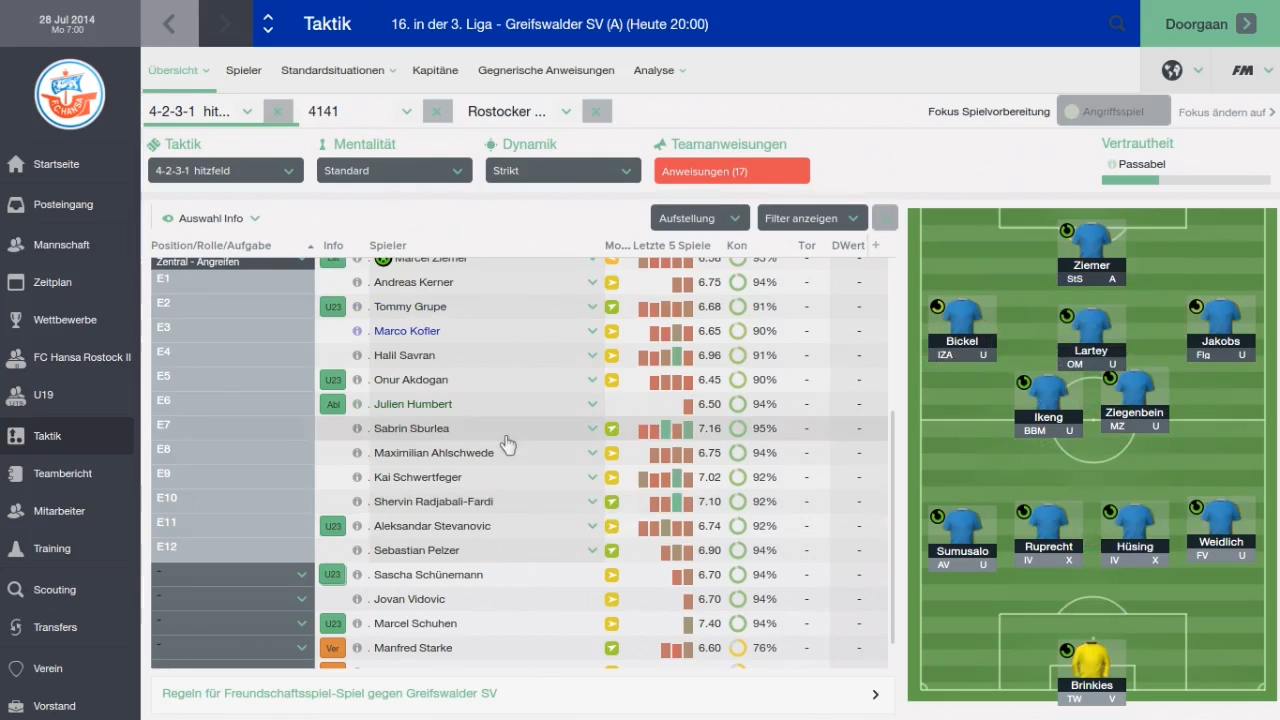 28 Jul 2014
Mo 7:00
Taktik
16. in der 3. Liga - Greifswalder SV (A) (Heute 20:00)
Doorgaan
F.C. HANSA
ROSTOCK
Übersicht Spieler Standardsituationen Kapitäne Gegnerische Anweisungen Analyse
FM
4-2-3-1 hit... 4141 Rostocker ...
Fokus Spielvorbereitung Angriffsspiel Fokus ändern auf
Taktik Mentalität Dynamik Teamanweisungen Vertrautheit
4-2-3-1 hitzfeld Standard Strikt Anweisungen (17) Passabel
Startseite
Posteingang
Mannschaft
Zeitplan
Wettbewerbe
FC Hansa Rostock II
U19
Taktik
Teambericht
Mitarbeiter
Training
Scouting
Transfers
Verein
Vorstand
Auswahl Info Aufstellung Filter anzeigen
Position/Rolle/Aufgabe Info Spieler Mo... Letzte 5 Spiele Kon Tor DWert +
Zentral - Angreifen Marcel Ziemer 6.58 93% - -
E1 Andreas Kerner 6.75 94% - -
E2 U23 Tommy Grupe 6.68 91% - -
E3 Marco Kofler 6.65 90% - -
E4 Halil Savran 6.96 91% - -
E5 U23 Onur Akdogan 6.45 90% - -
E6 Abl Julien Humbert 6.50 94% - -
E7 Sabrin Sburlea 7.16 95% - -
E8 Maximilian Ahlschwede 6.75 94% - -
E9 Kai Schwertfeger 7.02 92% - -
E10 Shervin Radjabali-Fardi 7.10 92% - -
E11 U23 Aleksandar Stevanovic 6.74 92% - -
E12 Sebastian Pelzer 6.90 94% - -
- U23 Sascha Schünemann 6.70 94% - -
- Jovan Vidovic 6.70 94% - -
- U23 Marcel Schuhen 7.40 94% - -
- Ver Manfred Starke 6.60 76% - -
Regeln für Freundschaftsspiel-Spiel gegen Greifswalder SV
Ziemer
StS A
Bickel
IZA U
Lartey
OM U
Jakobs
Flg U
Ikeng
BBM U
Ziegenbein
MZ U
Sumusalo
AV U
Ruprecht
IV X
Hüsing
IV X
Weidlich
FV U
Brinkies
TW V